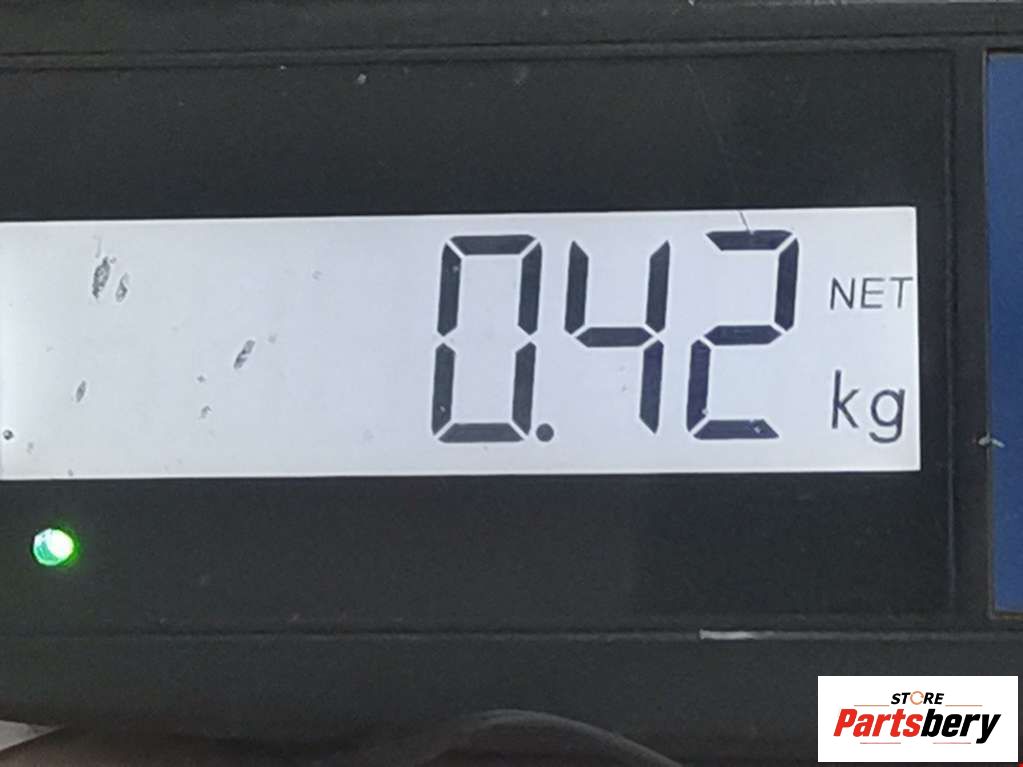 0.42
NET
kg
STORE
Partsbery